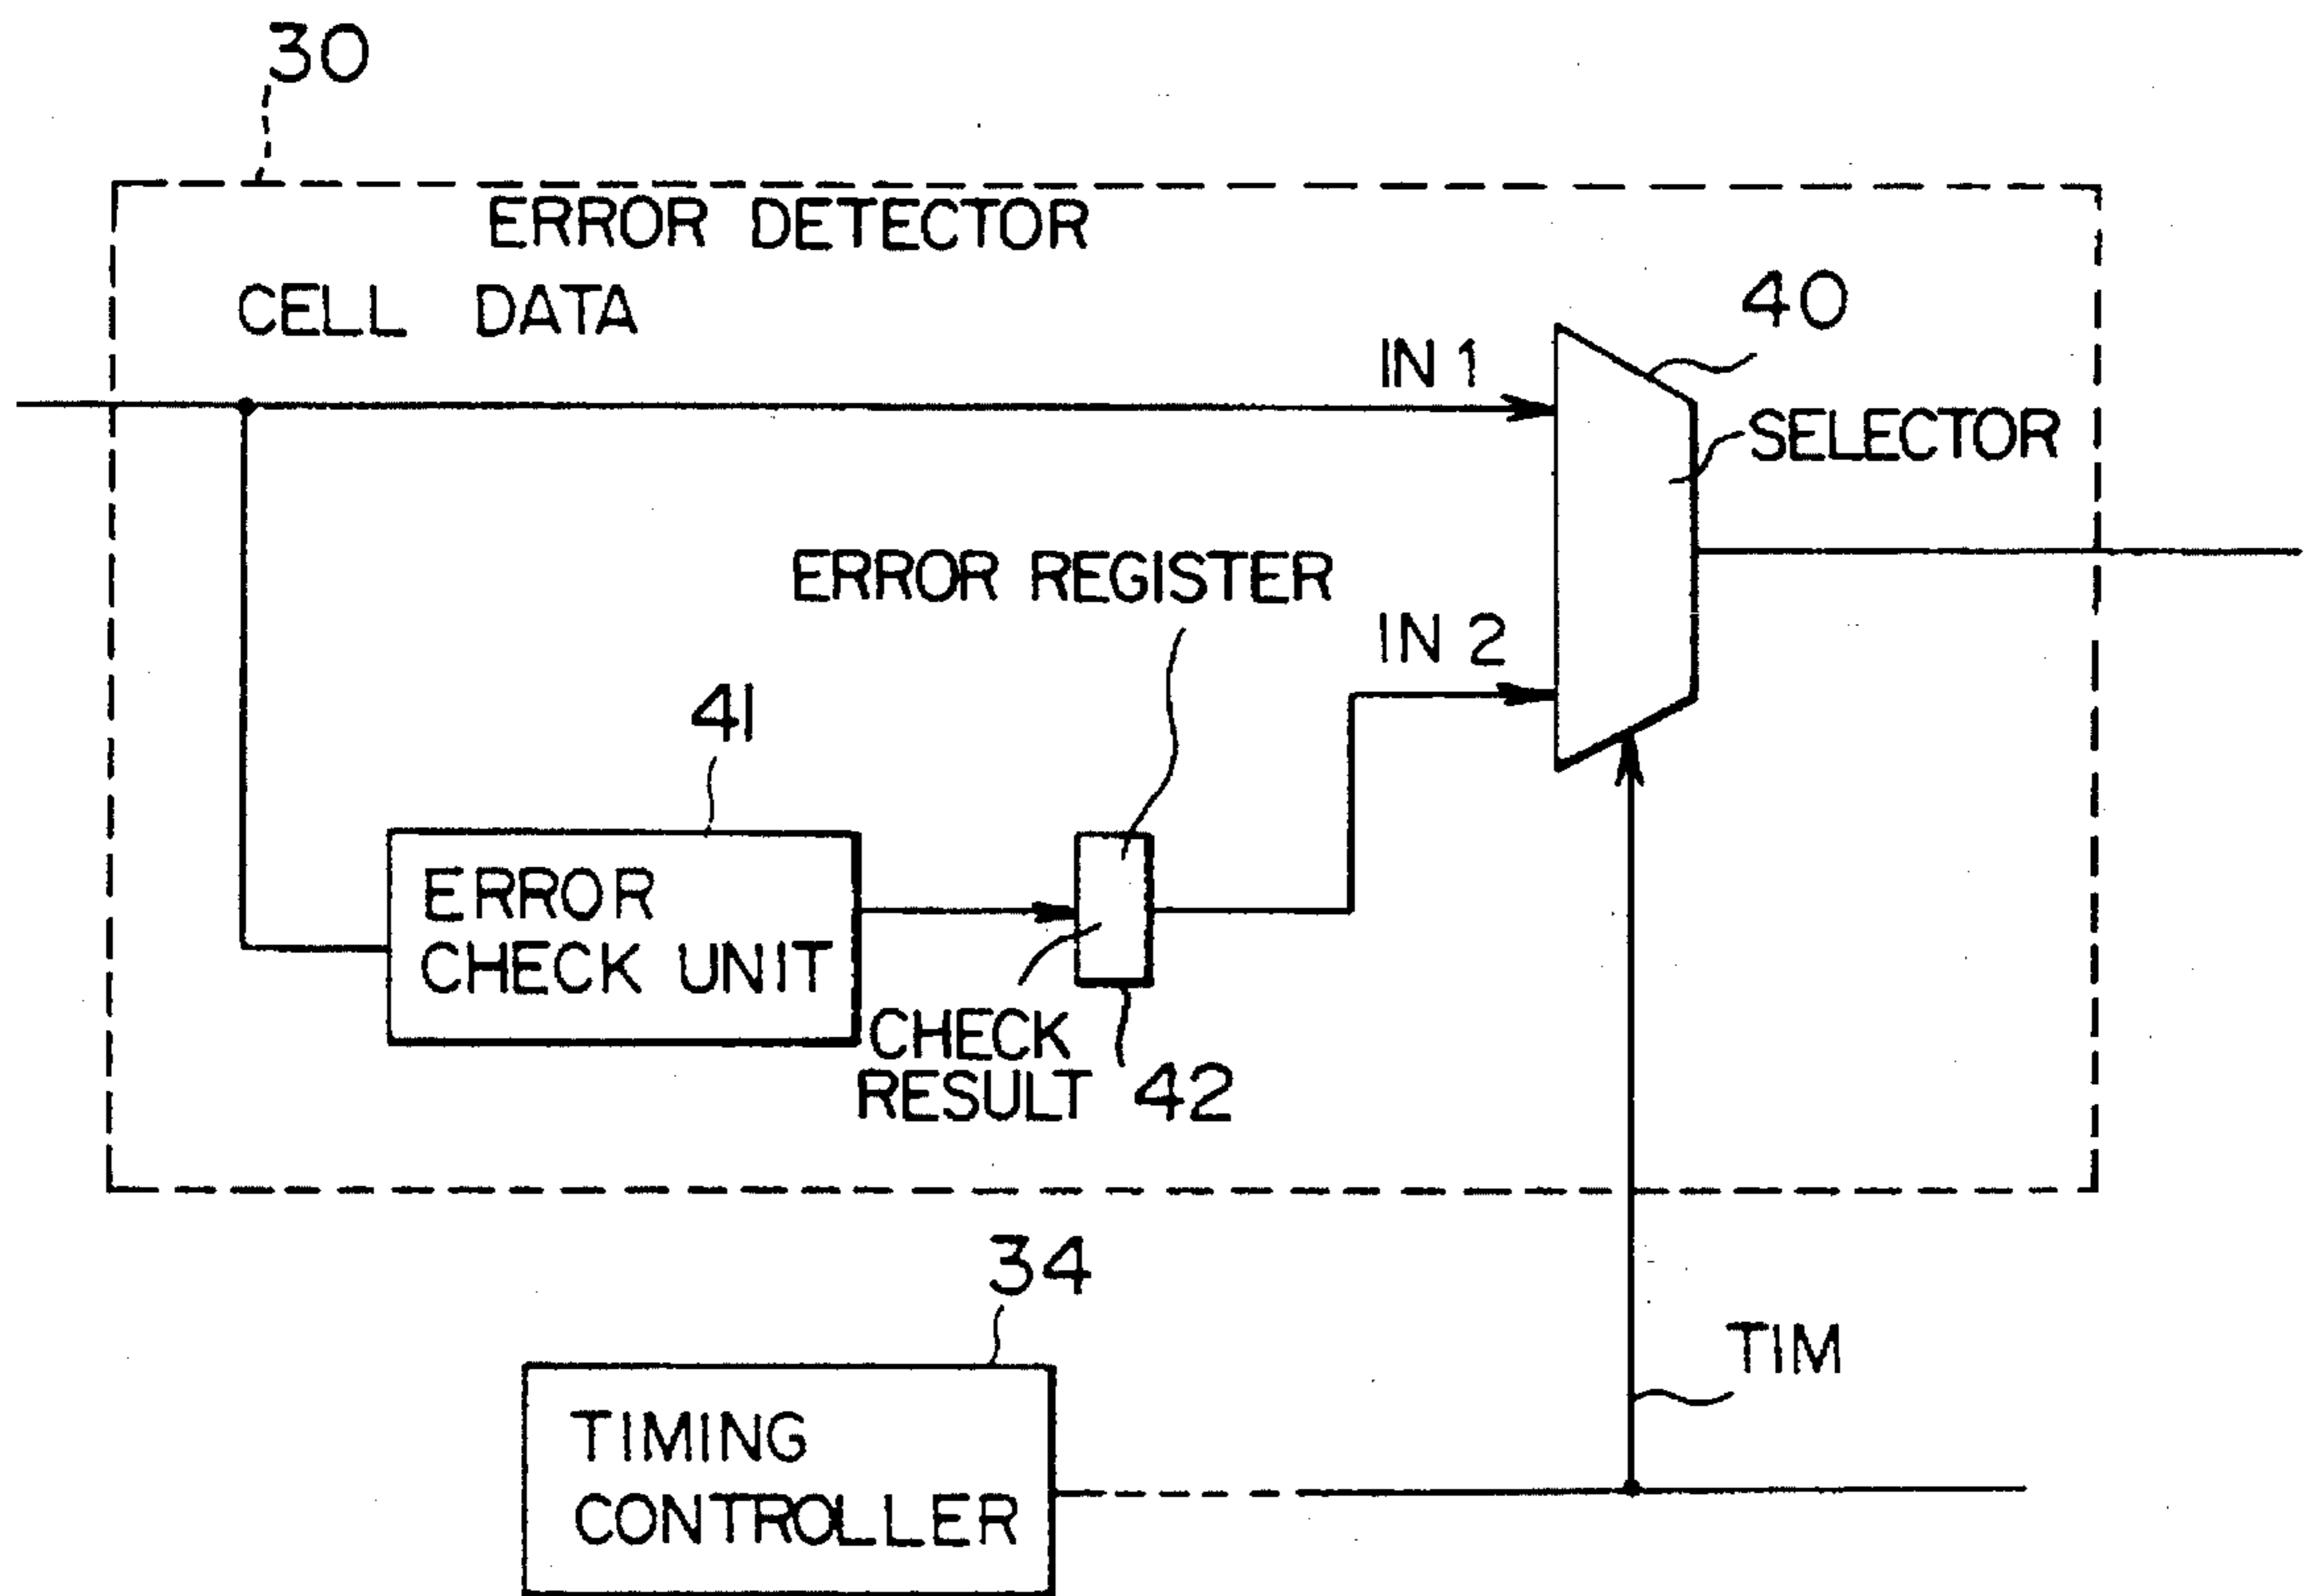 30
ERROR DETECTOR
CELL DATA
40
IN 1
SELECTOR
ERROR REGISTER
IN 2
41
ERROR
CHECK UNIT
CHECK
RESULT
42
34
TIM
TIMING
CONTROLLER